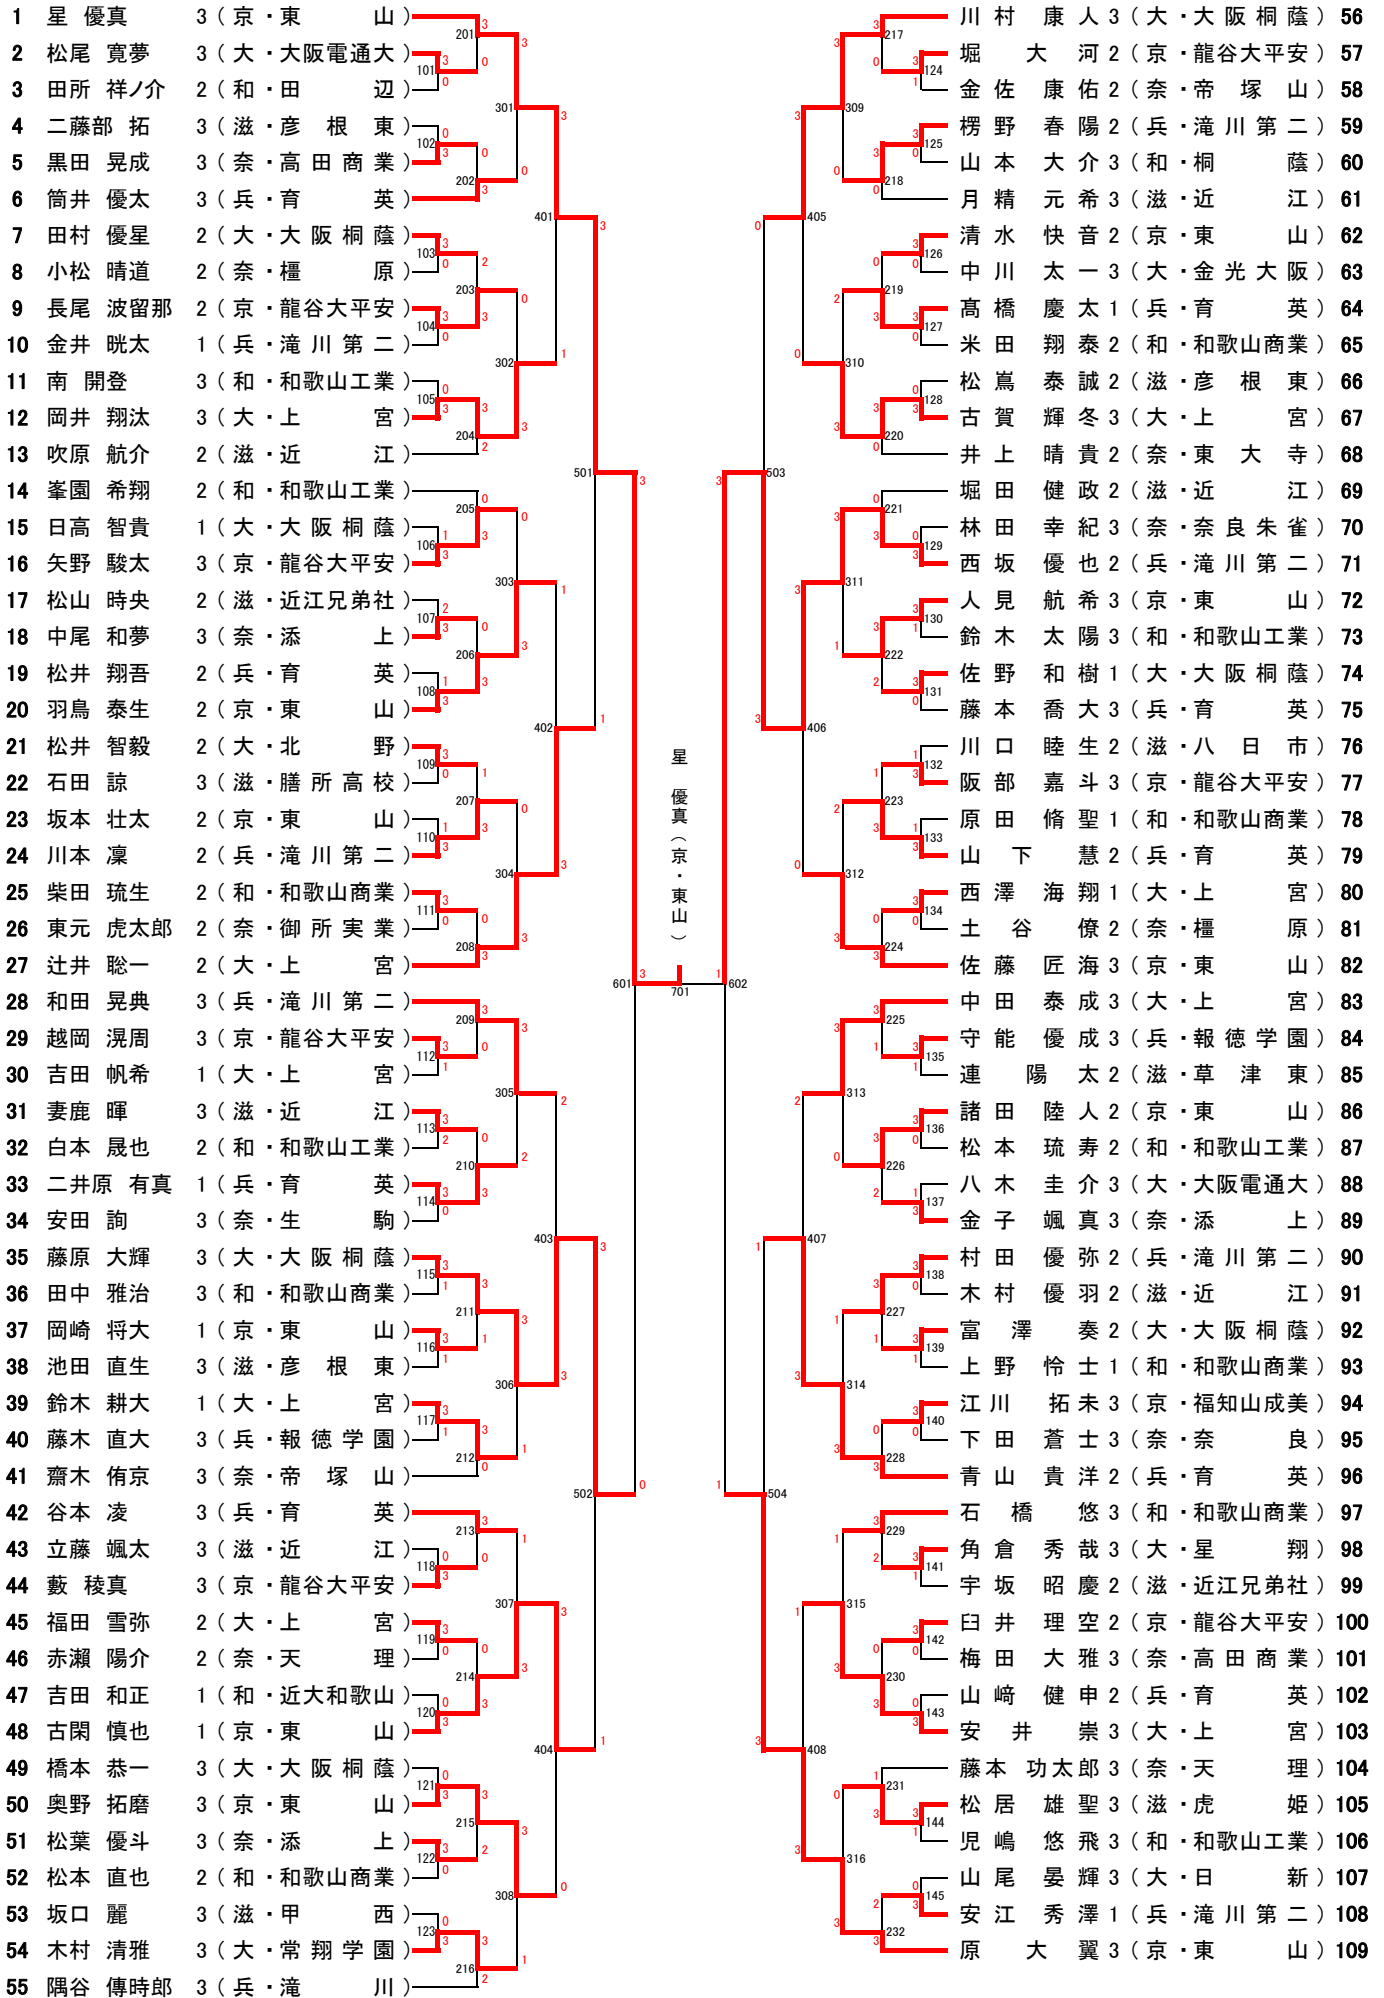 1 星 優真 3 ( 京 ・ 東 山 )
2 松尾 寛夢 3 ( 大 ・ 大阪電通大 )
3 田所 祥ノ介 2 ( 和 ・ 田 辺 )
4 二藤部 拓 3 ( 滋 ・ 彦 根 東 )
5 黒田 晃成 3 ( 奈 ・ 高 田 商 業 )
6 筒井 優太 3 ( 兵 ・ 育 英 )
7 田村 優星 2 ( 大 ・ 大 阪 桐 蔭 )
8 小松 晴道 2 ( 奈 ・ 橿 原 )
9 長尾 波留那 2 ( 京 ・ 龍谷大平安 )
10 金井 晄太 1 ( 兵 ・ 滝 川 第 二 )
11 南 開登 3 ( 和 ・ 和歌山工業 )
12 岡井 翔汰 3 ( 大 ・ 上 宮 )
13 吹原 航介 2 ( 滋 ・ 近 江 )
14 峯園 希翔 2 ( 和 ・ 和歌山工業 )
15 日高 智貴 1 ( 大 ・ 大 阪 桐 蔭 )
16 矢野 駿太 3 ( 京 ・ 龍谷大平安 )
17 松山 時央 2 ( 滋 ・ 近江兄弟社 )
18 中尾 和夢 3 ( 奈 ・ 添 上 )
19 松井 翔吾 2 ( 兵 ・ 育 英 )
20 羽鳥 泰生 2 ( 京 ・ 東 山 )
21 松井 智毅 2 ( 大 ・ 北 野 )
22 石田 諒 3 ( 滋 ・ 膳 所 高 校 )
23 坂本 壮太 2 ( 京 ・ 東 山 )
24 川本 凜 2 ( 兵 ・ 滝 川 第 二 )
25 柴田 琉生 2 ( 和 ・ 和歌山商業 )
26 東元 虎太郎 2 ( 奈 ・ 御 所 実 業 )
27 辻井 聡一 2 ( 大 ・ 上 宮 )
28 和田 晃典 3 ( 兵 ・ 滝 川 第 二 )
29 越岡 滉周 3 ( 京 ・ 龍谷大平安 )
30 吉田 帆希 1 ( 大 ・ 上 宮 )
31 妻鹿 暉 3 ( 滋 ・ 近 江 )
32 白本 晟也 2 ( 和 ・ 和歌山工業 )
33 二井原 有真 1 ( 兵 ・ 育 英 )
34 安田 詢 3 ( 奈 ・ 生 駒 )
35 藤原 大輝 3 ( 大 ・ 大 阪 桐 蔭 )
36 田中 雅治 3 ( 和 ・ 和歌山商業 )
37 岡崎 将大 1 ( 京 ・ 東 山 )
38 池田 直生 3 ( 滋 ・ 彦 根 東 )
39 鈴木 耕大 1 ( 大 ・ 上 宮 )
40 藤木 直大 3 ( 兵 ・ 報 徳 学 園 )
41 齋木 侑京 3 ( 奈 ・ 帝 塚 山 )
42 谷本 凌 3 ( 兵 ・ 育 英 )
43 立藤 颯太 3 ( 滋 ・ 近 江 )
44 藪 稜真 3 ( 京 ・ 龍谷大平安 )
45 福田 雪弥 2 ( 大 ・ 上 宮 )
46 赤瀬 陽介 2 ( 奈 ・ 天 理 )
47 吉田 和正 1 ( 和 ・ 近大和歌山 )
48 古閑 慎也 1 ( 京 ・ 東 山 )
49 橋本 恭一 3 ( 大 ・ 大 阪 桐 蔭 )
50 奥野 拓磨 3 ( 京 ・ 東 山 )
51 松葉 優斗 3 ( 奈 ・ 添 上 )
52 松本 直也 2 ( 和 ・ 和歌山商業 )
53 坂口 麗 3 ( 滋 ・ 甲 西 )
54 木村 清雅 3 ( 大 ・ 常 翔 学 園 )
55 隅谷 傳時郎 3 ( 兵 ・ 滝 川 )
星 優真(京・東山)
川 村 康 人 3 ( 大 ・ 大 阪 桐 蔭 ) 56
堀 大 河 2 ( 京 ・ 龍谷大平安 ) 57
金 佐 康 佑 2 ( 奈 ・ 帝 塚 山 ) 58
楞 野 春 陽 2 ( 兵 ・ 滝 川 第 二 ) 59
山 本 大 介 3 ( 和 ・ 桐 蔭 ) 60
月 精 元 希 3 ( 滋 ・ 近 江 ) 61
清 水 快 音 2 ( 京 ・ 東 山 ) 62
中 川 太 一 3 ( 大 ・ 金 光 大 阪 ) 63
髙 橋 慶 太 1 ( 兵 ・ 育 英 ) 64
米 田 翔 泰 2 ( 和 ・ 和歌山商業 ) 65
松 嶌 泰 誠 2 ( 滋 ・ 彦 根 東 ) 66
古 賀 輝 冬 3 ( 大 ・ 上 宮 ) 67
井 上 晴 貴 2 ( 奈 ・ 東 大 寺 ) 68
堀 田 健 政 2 ( 滋 ・ 近 江 ) 69
林 田 幸 紀 3 ( 奈 ・ 奈 良 朱 雀 ) 70
西 坂 優 也 2 ( 兵 ・ 滝 川 第 二 ) 71
人 見 航 希 3 ( 京 ・ 東 山 ) 72
鈴 木 太 陽 3 ( 和 ・ 和歌山工業 ) 73
佐 野 和 樹 1 ( 大 ・ 大 阪 桐 蔭 ) 74
藤 本 喬 大 3 ( 兵 ・ 育 英 ) 75
川 口 睦 生 2 ( 滋 ・ 八 日 市 ) 76
阪 部 嘉 斗 3 ( 京 ・ 龍谷大平安 ) 77
原 田 脩 聖 1 ( 和 ・ 和歌山商業 ) 78
山 下 慧 2 ( 兵 ・ 育 英 ) 79
西 澤 海 翔 1 ( 大 ・ 上 宮 ) 80
土 谷 僚 2 ( 奈 ・ 橿 原 ) 81
佐 藤 匠 海 3 ( 京 ・ 東 山 ) 82
中 田 泰 成 3 ( 大 ・ 上 宮 ) 83
守 能 優 成 3 ( 兵 ・ 報 徳 学 園 ) 84
連 陽 太 2 ( 滋 ・ 草 津 東 ) 85
諸 田 陸 人 2 ( 京 ・ 東 山 ) 86
松 本 琉 寿 2 ( 和 ・ 和歌山工業 ) 87
八 木 圭 介 3 ( 大 ・ 大阪電通大 ) 88
金 子 颯 真 3 ( 奈 ・ 添 上 ) 89
村 田 優 弥 2 ( 兵 ・ 滝 川 第 二 ) 90
木 村 優 羽 2 ( 滋 ・ 近 江 ) 91
富 澤 奏 2 ( 大 ・ 大 阪 桐 蔭 ) 92
上 野 怜 士 1 ( 和 ・ 和歌山商業 ) 93
江 川 拓 未 3 ( 京 ・ 福知山成美 ) 94
下 田 蒼 士 3 ( 奈 ・ 奈 良 ) 95
青 山 貴 洋 2 ( 兵 ・ 育 英 ) 96
石 橋 悠 3 ( 和 ・ 和歌山商業 ) 97
角 倉 秀 哉 3 ( 大 ・ 星 翔 ) 98
宇 坂 昭 慶 2 ( 滋 ・ 近江兄弟社 ) 99
臼 井 理 空 2 ( 京 ・ 龍谷大平安 ) 100
梅 田 大 雅 3 ( 奈 ・ 高 田 商 業 ) 101
山 﨑 健 申 2 ( 兵 ・ 育 英 ) 102
安 井 崇 3 ( 大 ・ 上 宮 ) 103
藤本 功太郎 3 ( 奈 ・ 天 理 ) 104
松 居 雄 聖 3 ( 滋 ・ 虎 姫 ) 105
児 嶋 悠 飛 3 ( 和 ・ 和歌山工業 ) 106
山 尾 晏 輝 3 ( 大 ・ 日 新 ) 107
安 江 秀 澤 1 ( 兵 ・ 滝 川 第 二 ) 108
原 大 翼 3 ( 京 ・ 東 山 ) 109